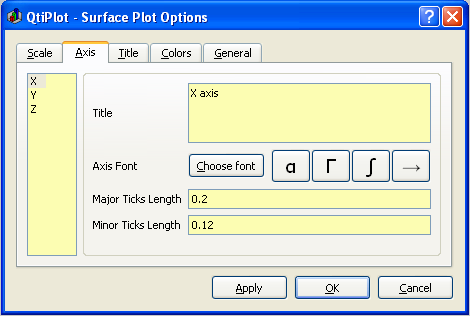 QtiPlot - Surface Plot Options
Scale Axis Title Colors General
X
Y
Z
Title
X axis
Axis Font Choose font α Γ ∫ →
Major Ticks Length 0.2
Minor Ticks Length 0.12
Apply OK Cancel